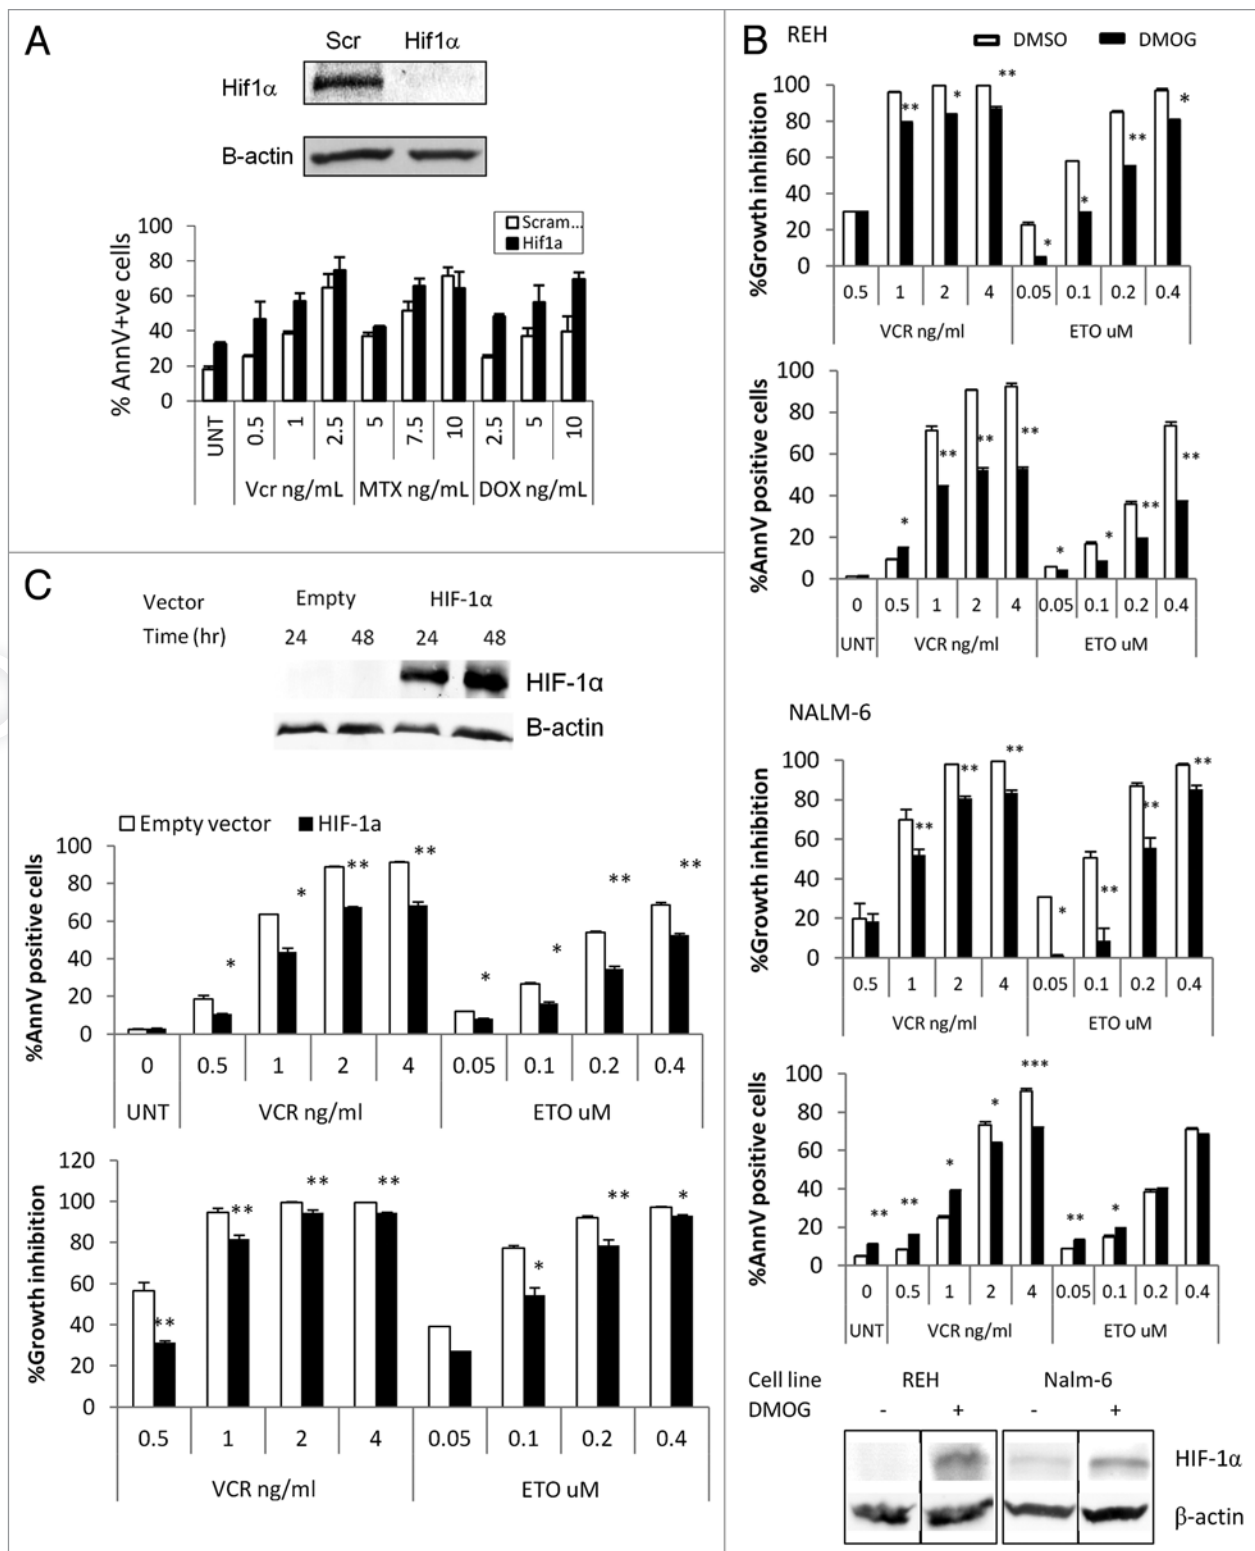 A
Scr Hif1α
Hif1α
B-actin
% AnnV+ve cells
100
80
60
40
20
0
Scram...
Hif1a
UNT 0.5 1 2.5 5 7.5 10 2.5 5 10
Vcr ng/mL MTX ng/mL DOX ng/mL
B REH
DMSO DMOG
%Growth inhibition
100
80
60
40
20
0
** * ** * * ** *
0.5 1 2 4 0.05 0.1 0.2 0.4
VCR ng/ml ETO uM
%AnnV positive cells
100
80
60
40
20
0
* ** ** ** * * ** **
0 0.5 1 2 4 0.05 0.1 0.2 0.4
UNT VCR ng/ml ETO uM
NALM-6
%Growth inhibition
100
80
60
40
20
0
** ** ** * ** ** **
0.5 1 2 4 0.05 0.1 0.2 0.4
VCR ng/ml ETO uM
%AnnV positive cells
100
80
60
40
20
0
** ** * * *** ** *
0 0.5 1 2 4 0.05 0.1 0.2 0.4
UNT VCR ng/ml ETO uM
Cell line REH Nalm-6
DMOG - + - +
HIF-1α
β-actin
C
Vector Empty HIF-1α
Time (hr) 24 48 24 48
HIF-1α
B-actin
Empty vector HIF-1a
%AnnV positive cells
100
80
60
40
20
0
* * ** ** * * ** **
0 0.5 1 2 4 0.05 0.1 0.2 0.4
UNT VCR ng/ml ETO uM
%Growth inhibition
120
100
80
60
40
20
0
** ** ** ** * ** *
0.5 1 2 4 0.05 0.1 0.2 0.4
VCR ng/ml ETO uM